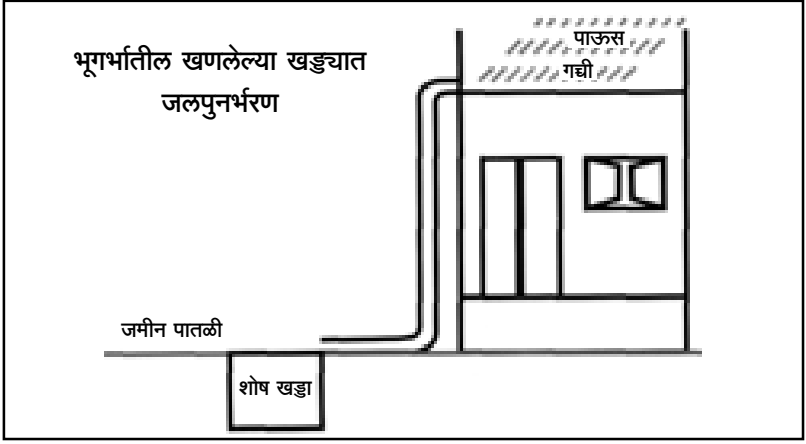 भूगर्भातील खणलेल्या खड्ड्यात
जलपुनर्भरण
पाऊस
गच्ची
जमीन पातळी
शोष खड्डा